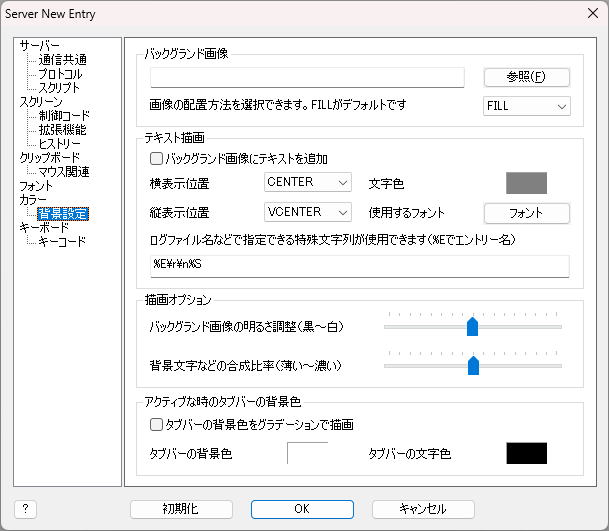 Server New Entry
サーバー
通信共通
プロトコル
スクリプト
スクリーン
制御コード
拡張機能
ヒストリー
クリップボード
マウス関連
フォント
カラー
背景設定
キーボード
キーコード
バックグランド画像
参照(F)
画像の配置方法を選択できます。FILLがデフォルトです
FILL
テキスト描画
バックグランド画像にテキストを追加
横表示位置
CENTER
文字色
縦表示位置
VCENTER
使用するフォント
フォント
ログファイル名などで指定できる特殊文字列が使用できます(%Eでエントリー名)
%E¥r¥n%S
描画オプション
バックグランド画像の明るさ調整(黒～白)
背景文字などの合成比率(薄い～濃い)
アクティブな時のタブバーの背景色
タブバーの背景色をグラデーションで描画
タブバーの背景色
タブバーの文字色
?
初期化
OK
キャンセル